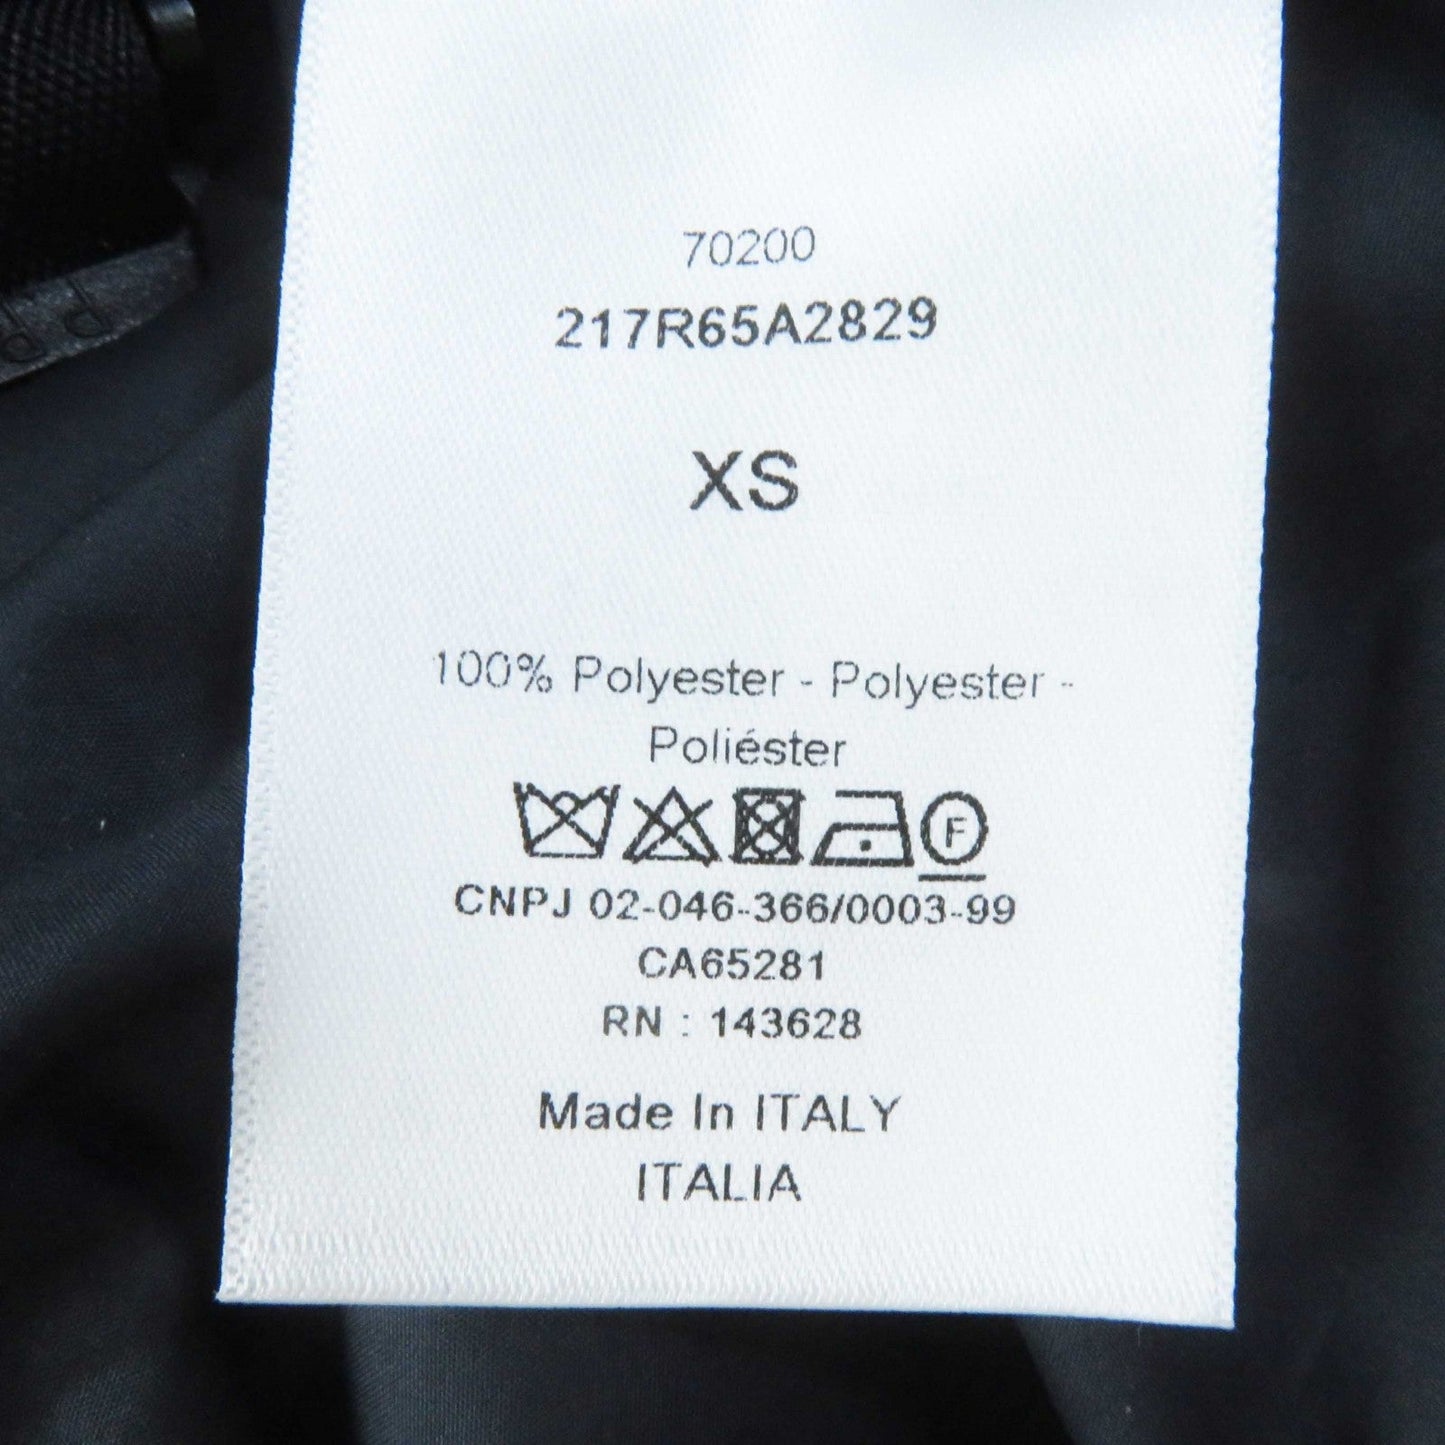 70200
217R65A2829
XS
100% Polyester - Polyester -
Poliéster
F
CNPJ 02-046-366/0003-99
CA65281
RN : 143628
Made In ITALY
ITALIA